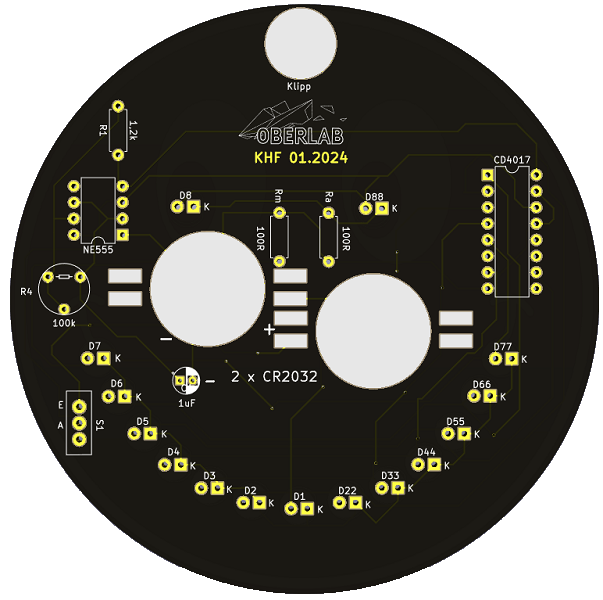 Klipp
OBERLAB
KHF 01.2024
R1
1.2k
CD4017
NE555
D8
K
Rm
100R
Ra
100R
D88
K
R4
100k
-
+
2 x CR2032
1uF
-
D7
K
D77
K
D6
K
D66
K
E
A
S1
D5
K
D55
K
D4
K
D44
K
D3
K
D33
K
D2
K
D1
K
D22
K